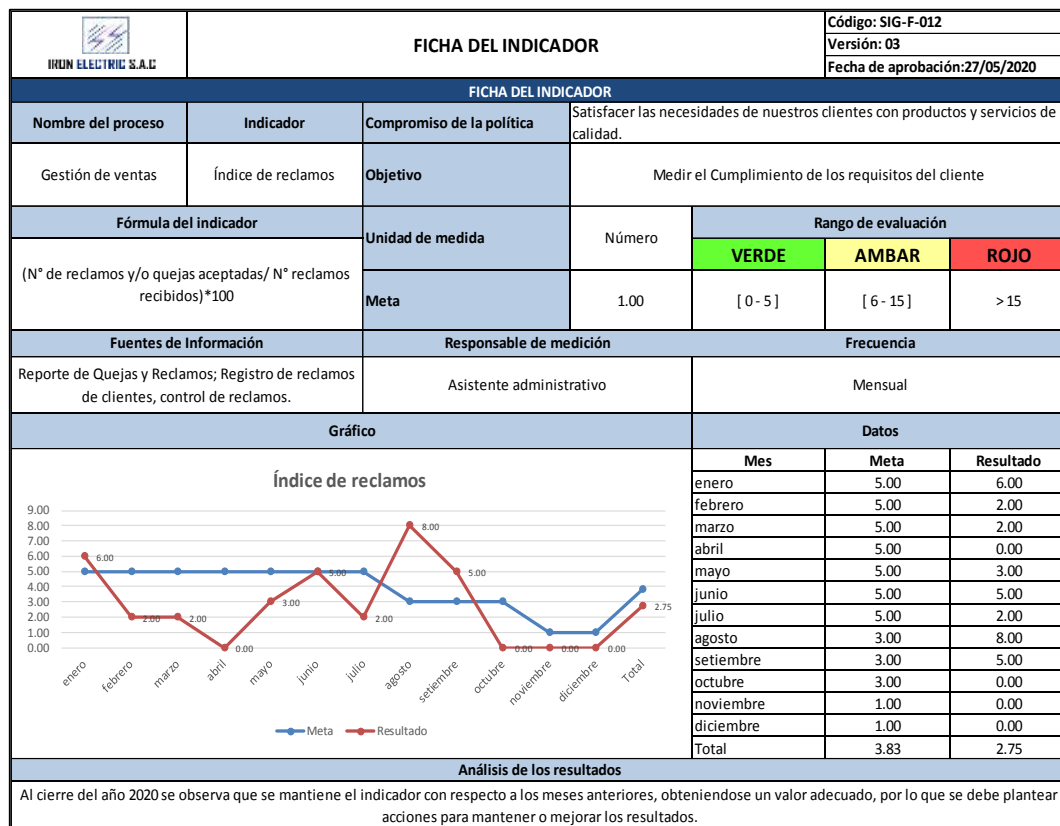 IRON ELECTRIC S.A.C
FICHA DEL INDICADOR
Código: SIG-F-012
Versión: 03
Fecha de aprobación:27/05/2020
FICHA DEL INDICADOR
Nombre del proceso
Indicador
Compromiso de la política
Satisfacer las necesidades de nuestros clientes con productos y servicios de
calidad.
Gestión de ventas
Índice de reclamos
Objetivo
Medir el Cumplimiento de los requisitos del cliente
Fórmula del indicador
Unidad de medida
Número
Rango de evaluación
VERDE AMBAR ROJO
(N° de reclamos y/o quejas aceptadas/ N° reclamos
recibidos)*100
Meta
1.00
[ 0 - 5 ] [ 6 - 15 ] > 15
Fuentes de Información
Responsable de medición
Frecuencia
Reporte de Quejas y Reclamos; Registro de reclamos
de clientes, control de reclamos.
Asistente administrativo
Mensual
Gráfico
Índice de reclamos
9.00
8.00
7.00
6.00
5.00
4.00
3.00
2.00
1.00
0.00
6.00
2.00
2.00
0.00
3.00
5.00
2.00
8.00
5.00
0.00
0.00
0.00
2.75
enero
febrero
marzo
abril
mayo
junio
julio
agosto
setiembre
octubre
noviembre
diciembre
Total
Meta Resultado
Datos
Mes Meta Resultado
enero 5.00 6.00
febrero 5.00 2.00
marzo 5.00 2.00
abril 5.00 0.00
mayo 5.00 3.00
junio 5.00 5.00
julio 5.00 2.00
agosto 3.00 8.00
setiembre 3.00 5.00
octubre 3.00 0.00
noviembre 1.00 0.00
diciembre 1.00 0.00
Total 3.83 2.75
Análisis de los resultados
Al cierre del año 2020 se observa que se mantiene el indicador con respecto a los meses anteriores, obteniendose un valor adecuado, por lo que se debe plantear
acciones para mantener o mejorar los resultados.